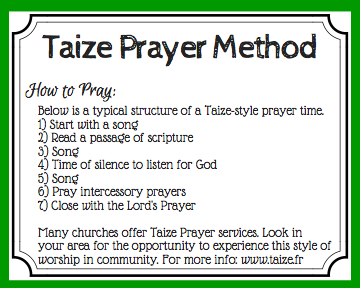 Taize Prayer Method
How to Pray:
Below is a typical structure of a Taize-style prayer time.
1) Start with a song
2) Read a passage of scripture
3) Song
4) Time of silence to listen for God
5) Song
6) Pray intercessory prayers
7) Close with the Lord's Prayer
Many churches offer Taize Prayer services. Look in
your area for the opportunity to experience this style of
worship in community. For more info: www.taize.fr